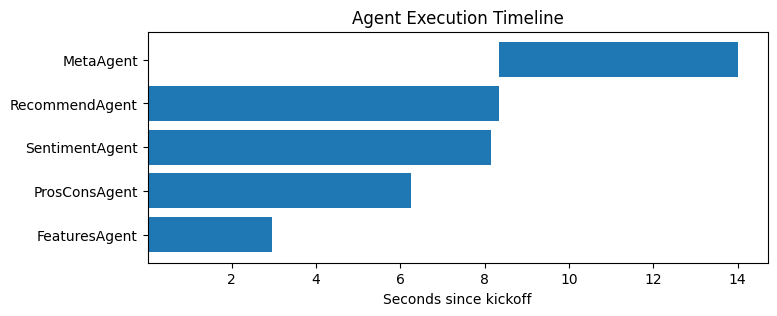 Agent Execution Timeline
MetaAgent
RecommendAgent
SentimentAgent
ProsConsAgent
FeaturesAgent
2 4 6 8 10 12 14
Seconds since kickoff